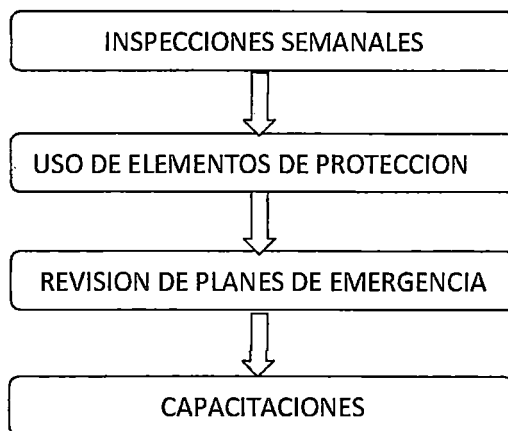 INSPECCIONES SEMANALES
USO DE ELEMENTOS DE PROTECCION
REVISION DE PLANES DE EMERGENCIA
CAPACITACIONES